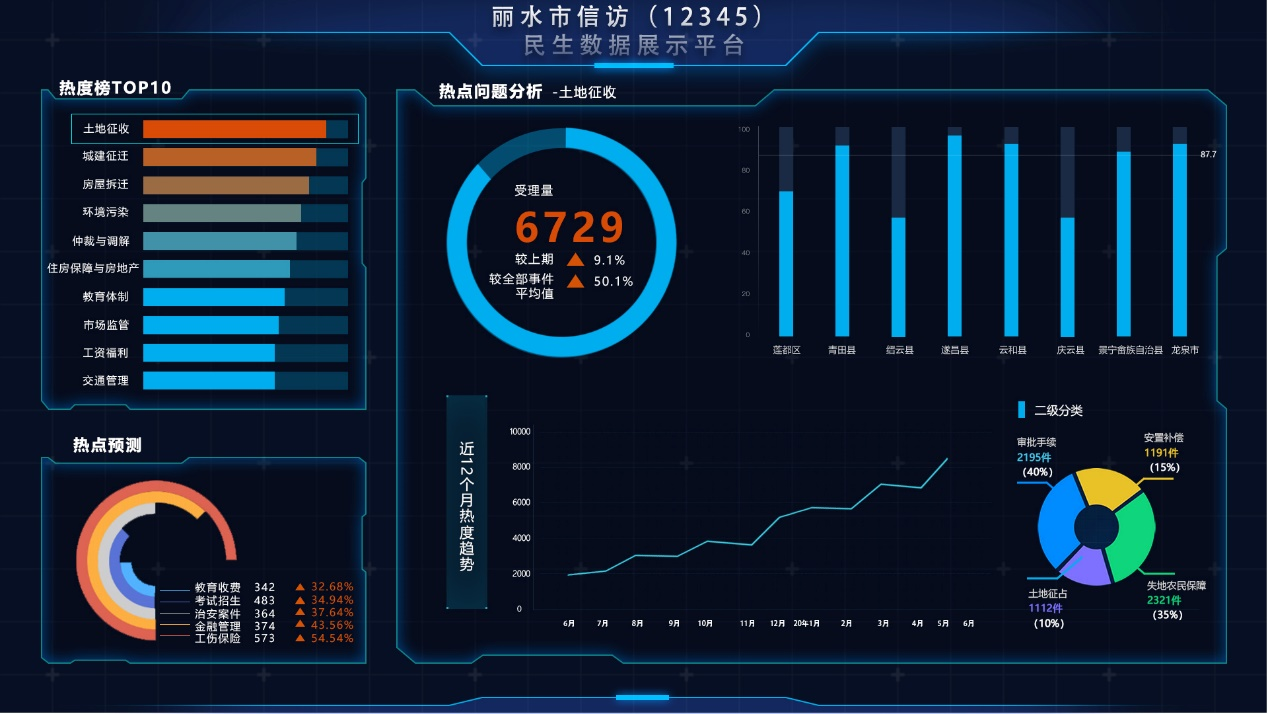 丽水市信访（12345）
民生数据展示平台
热度榜TOP10
土地征收
城建征迁
房屋拆迁
环境污染
仲裁与调解
住房保障与房地产
教育体制
市场监管
工资福利
交通管理
热点预测
教育收费 342 32.68%
考试招生 483 34.94%
治安案件 364 37.64%
金融管理 374 43.56%
工伤保险 573 54.54%
热点问题分析 -土地征收
受理量
6729
较上期 9.1%
较全部事件 50.1%
平均值
100
80
60
40
20
0
87.7
莲都区 青田县 缙云县 遂昌县 云和县 庆云县 景宁畲族自治县 龙泉市
近12个月热度趋势
10000
8000
6000
4000
2000
0
6月 7月 8月 9月 10月 11月 12月 20年1月 2月 3月 4月 5月 6月
二级分类
审批手续
2195件
(40%)
安置补偿
1191件
(15%)
土地征占
1112件
(10%)
失地农民保障
2321件
(35%)